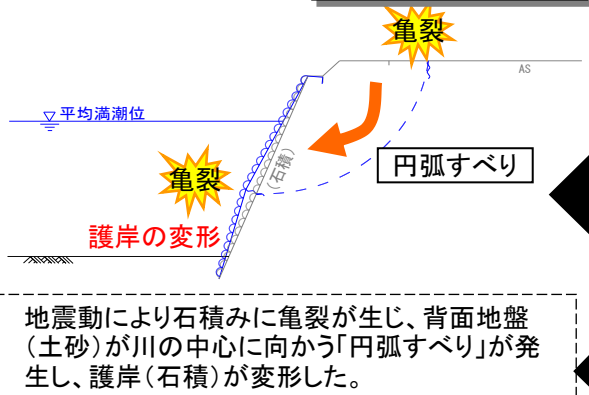 亀裂
AS
▽平均満潮位
(石積)
円弧すべり
亀裂
護岸の変形
地震動により石積みに亀裂が生じ、背面地盤
(土砂)が川の中心に向かう「円弧すべり」が発
生し、護岸(石積)が変形した。